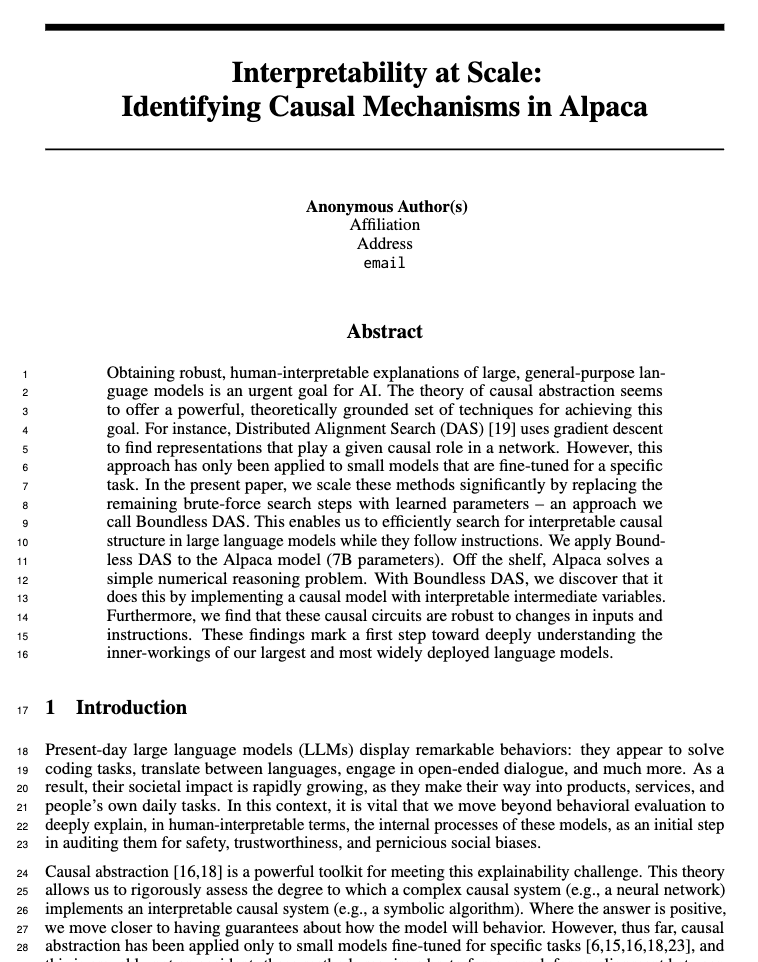 Interpretability at Scale:
Identifying Causal Mechanisms in Alpaca
Anonymous Author(s)
Affiliation
Address
email
Abstract
1 Obtaining robust, human-interpretable explanations of large, general-purpose lan-
2 guage models is an urgent goal for AI. The theory of causal abstraction seems
3 to offer a powerful, theoretically grounded set of techniques for achieving this
4 goal. For instance, Distributed Alignment Search (DAS) [19] uses gradient descent
5 to find representations that play a given causal role in a network. However, this
6 approach has only been applied to small models that are fine-tuned for a specific
7 task. In the present paper, we scale these methods significantly by replacing the
8 remaining brute-force search steps with learned parameters – an approach we
9 call Boundless DAS. This enables us to efficiently search for interpretable causal
10 structure in large language models while they follow instructions. We apply Bound-
11 less DAS to the Alpaca model (7B parameters). Off the shelf, Alpaca solves a
12 simple numerical reasoning problem. With Boundless DAS, we discover that it
13 does this by implementing a causal model with interpretable intermediate variables.
14 Furthermore, we find that these causal circuits are robust to changes in inputs and
15 instructions. These findings mark a first step toward deeply understanding the
16 inner-workings of our largest and most widely deployed language models.
17 1 Introduction
18 Present-day large language models (LLMs) display remarkable behaviors: they appear to solve
19 coding tasks, translate between languages, engage in open-ended dialogue, and much more. As a
20 result, their societal impact is rapidly growing, as they make their way into products, services, and
21 people's own daily tasks. In this context, it is vital that we move beyond behavioral evaluation to
22 deeply explain, in human-interpretable terms, the internal processes of these models, as an initial step
23 in auditing them for safety, trustworthiness, and pernicious social biases.
24 Causal abstraction [16,18] is a powerful toolkit for meeting this explainability challenge. This theory
25 allows us to rigorously assess the degree to which a complex causal system (e.g., a neural network)
26 implements an interpretable causal system (e.g., a symbolic algorithm). Where the answer is positive,
27 we move closer to having guarantees about how the model will behavior. However, thus far, causal
28 abstraction has been applied only to small models fine-tuned for specific tasks [6,15,16,18,23], and